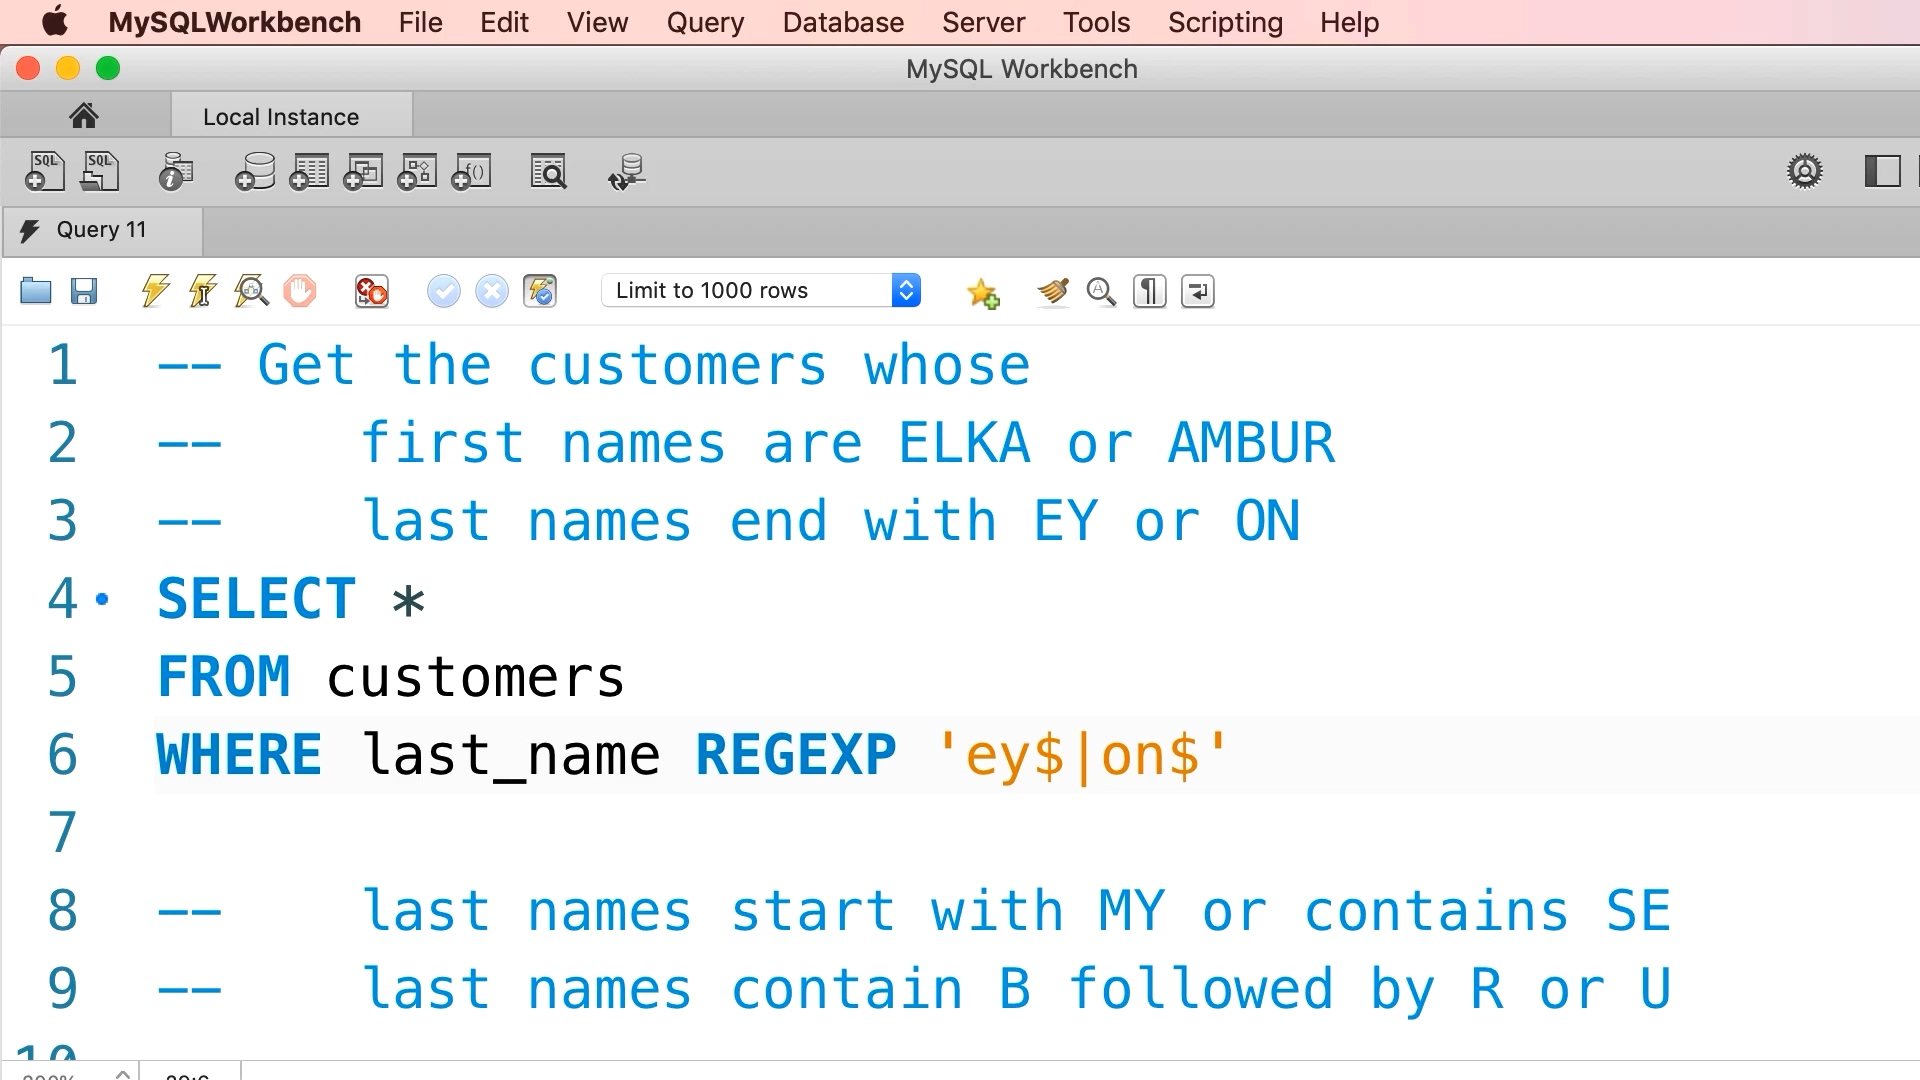 MySQLWorkbench File Edit View Query Database Server Tools Scripting Help
MySQL Workbench
Local Instance
SQL SQL
Query 11
Limit to 1000 rows
1 -- Get the customers whose
2 -- first names are ELKA or AMBUR
3 -- last names end with EY or ON
4 SELECT *
5 FROM customers
6 WHERE last_name REGEXP 'ey$|on$'
7
8 -- last names start with MY or contains SE
9 -- last names contain B followed by R or U
10